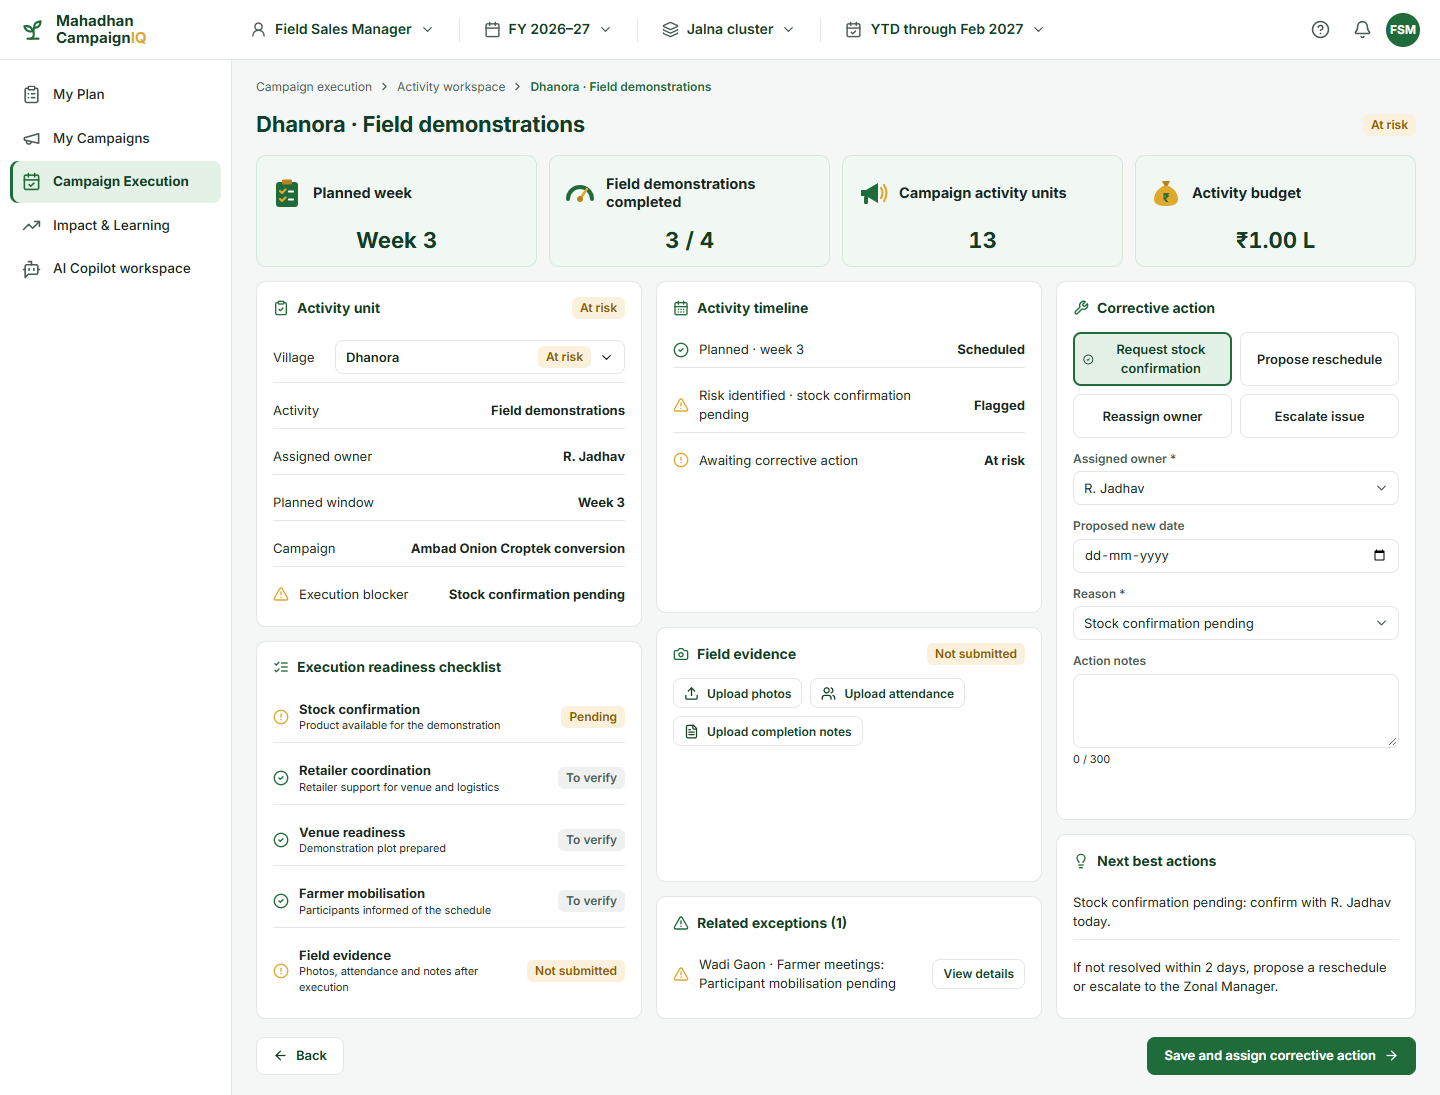 Mahadhan
CampaignIQ
Field Sales Manager
FY 2026–27
Jalna cluster
YTD through Feb 2027
FSM
My Plan
My Campaigns
Campaign Execution
Impact & Learning
AI Copilot workspace
Campaign execution > Activity workspace > Dhanora · Field demonstrations
Dhanora · Field demonstrations
At risk
Planned week
Week 3
Field demonstrations
completed
3 / 4
Campaign activity units
13
Activity budget
₹1.00 L
Activity unit
At risk
Village
Dhanora
At risk
Activity
Field demonstrations
Assigned owner
R. Jadhav
Planned window
Week 3
Campaign
Ambad Onion Croptek conversion
Execution blocker
Stock confirmation pending
Execution readiness checklist
Stock confirmation
Product available for the demonstration
Pending
Retailer coordination
Retailer support for venue and logistics
To verify
Venue readiness
Demonstration plot prepared
To verify
Farmer mobilisation
Participants informed of the schedule
To verify
Field evidence
Photos, attendance and notes after
execution
Not submitted
Activity timeline
Planned · week 3
Scheduled
Risk identified · stock confirmation
pending
Flagged
Awaiting corrective action
At risk
Field evidence
Not submitted
Upload photos
Upload attendance
Upload completion notes
Related exceptions (1)
Wadi Gaon · Farmer meetings:
Participant mobilisation pending
View details
Corrective action
Request stock
confirmation
Propose reschedule
Reassign owner
Escalate issue
Assigned owner *
R. Jadhav
Proposed new date
dd-mm-yyyy
Reason *
Stock confirmation pending
Action notes
0 / 300
Next best actions
Stock confirmation pending: confirm with R. Jadhav
today.
If not resolved within 2 days, propose a reschedule
or escalate to the Zonal Manager.
Back
Save and assign corrective action